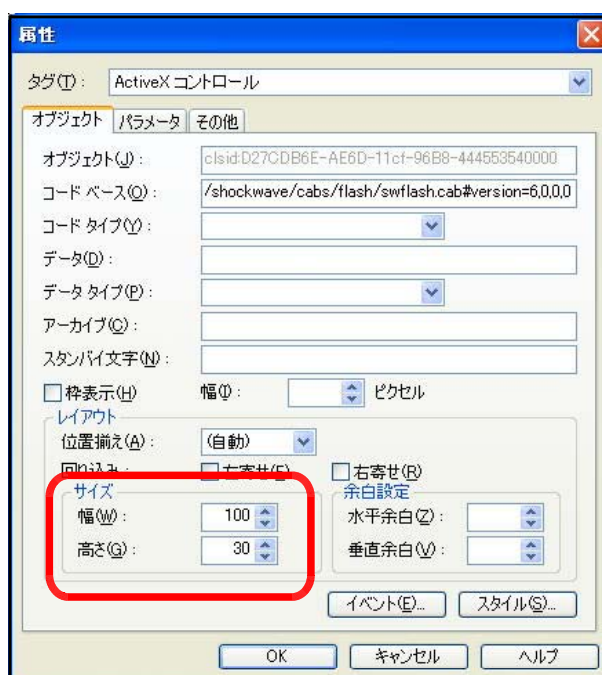 属性
タグ(T): ActiveX コントロール
オブジェクト パラメータ その他
オブジェクト(J): clsid:D27CDB6E-AE6D-11cf-96B8-444553540000
コード ベース(O): /shockwave/cabs/flash/swflash.cab#version=6,0,0,0
コード タイプ(Y):
データ(D):
データ タイプ(P):
アーカイブ(C):
スタンバイ文字(N):
枠表示(H) 幅(I): ピクセル
レイアウト
位置揃え(A): (自動)
回り込み: 左寄せ(F) 右寄せ(R)
サイズ 余白設定
幅(W): 100 水平余白(Z):
高さ(G): 30 垂直余白(V):
イベント(E)... スタイル(S)...
OK キャンセル ヘルプ